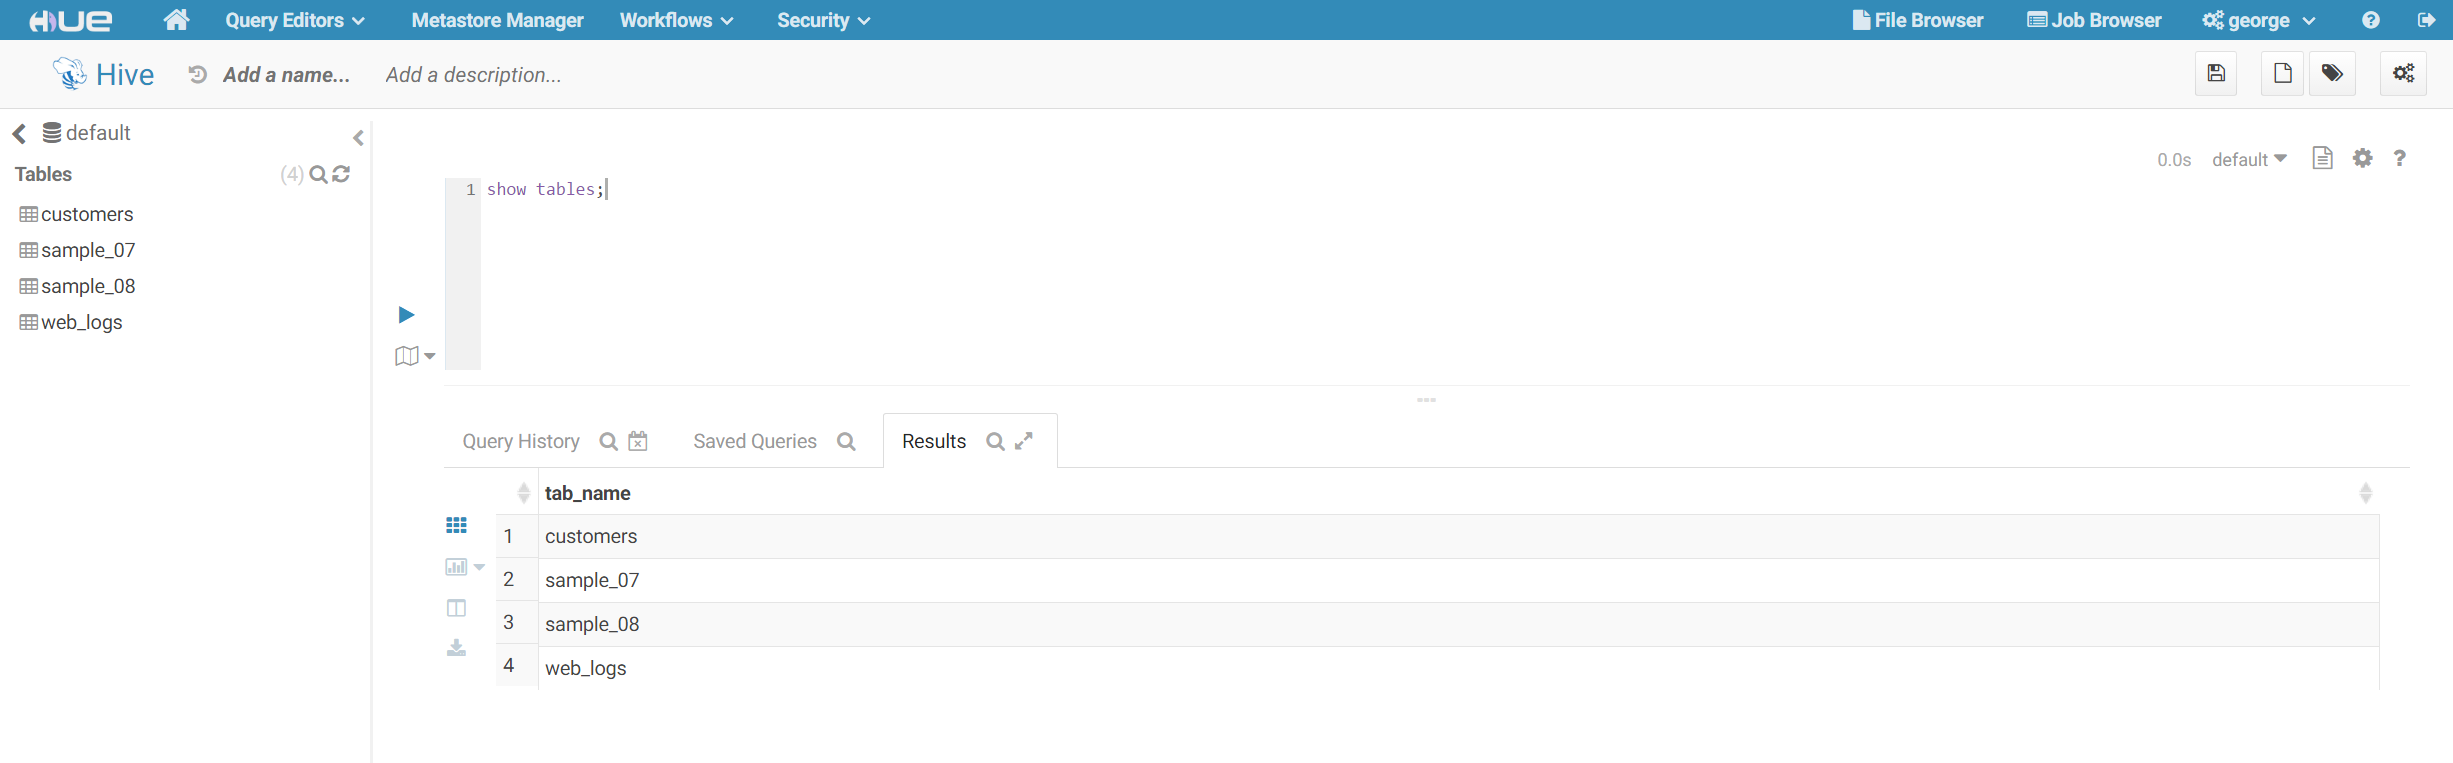 HUE Query Editors Metastore Manager Workflows Security File Browser Job Browser george ?
Hive Add a name... Add a description...
default
Tables (4)
customers
sample_07
sample_08
web_logs
0.0s default ?
1 show tables;
Query History Saved Queries Results
tab_name
1 customers
2 sample_07
3 sample_08
4 web_logs